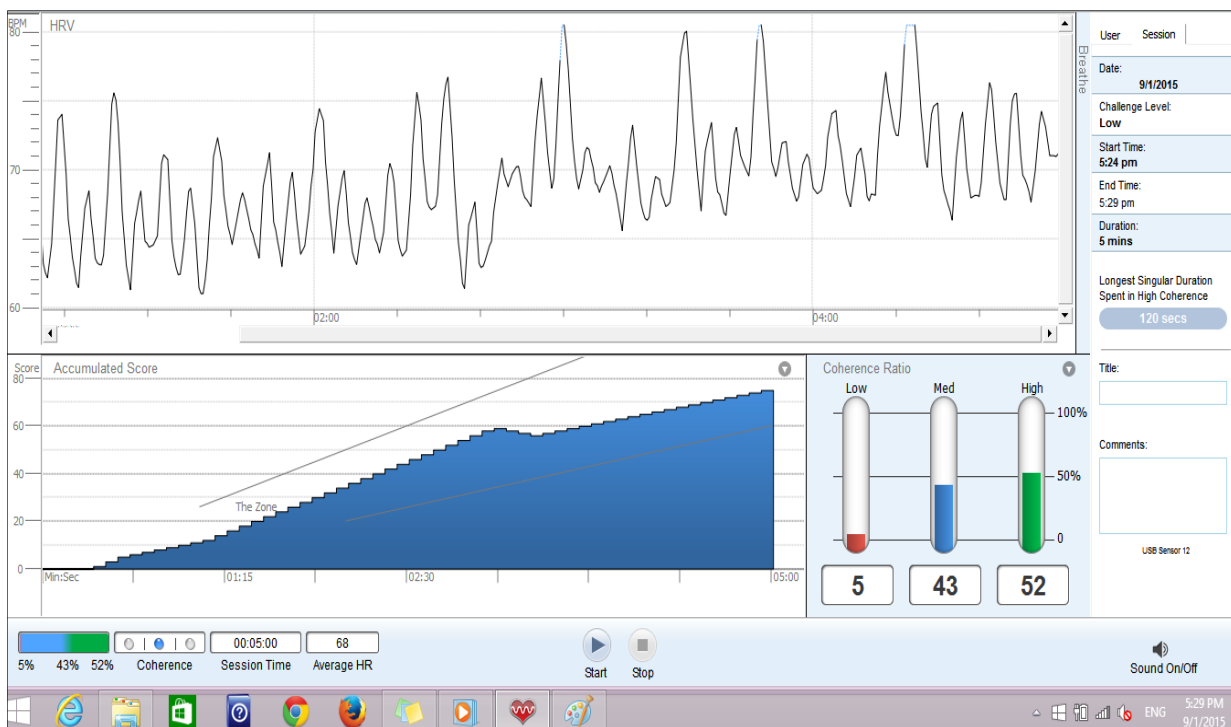 BPM
HRV
80
70
60
02:00
04:00
Breathe
User
Session
Date:
9/1/2015
Challenge Level:
Low
Start Time:
5:24 pm
End Time:
5:29 pm
Duration:
5 mins
Longest Singular Duration
Spent in High Coherence
120 secs
Title:
Comments:
USB Sensor 12
Score
Accumulated Score
80
60
40
20
0
The Zone
Min:Sec
01:15
02:30
05:00
Coherence Ratio
Low
Med
High
100%
50%
0
5
43
52
5%
43%
52%
Coherence
00:05:00
Session Time
68
Average HR
Start
Stop
Sound On/Off
ENG
5:29 PM
9/1/2015